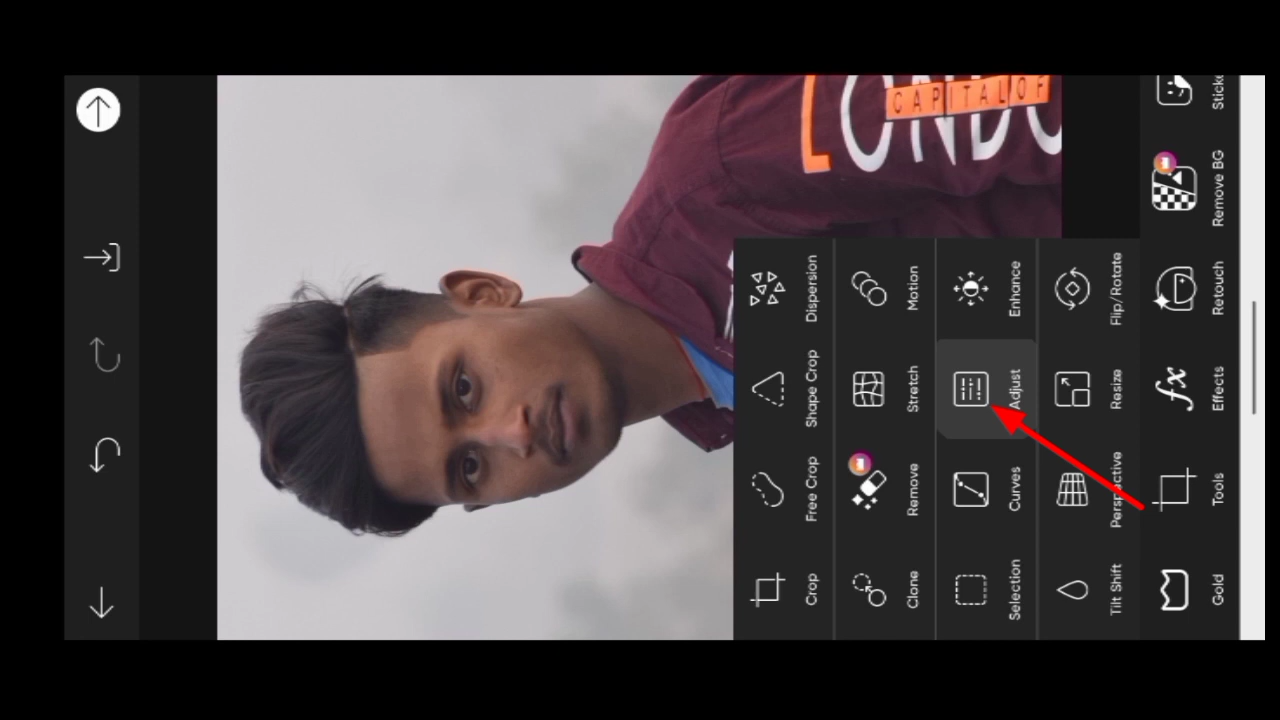 LONDO
CAPITAL OF
Crop
Free Crop
Shape Crop
Dispersion
Clone
Remove
Stretch
Motion
Selection
Curves
Adjust
Enhance
Tilt Shift
Perspective
Resize
Flip/Rotate
Gold
Tools
fx
Effects
Retouch
Remove BG
Sticke